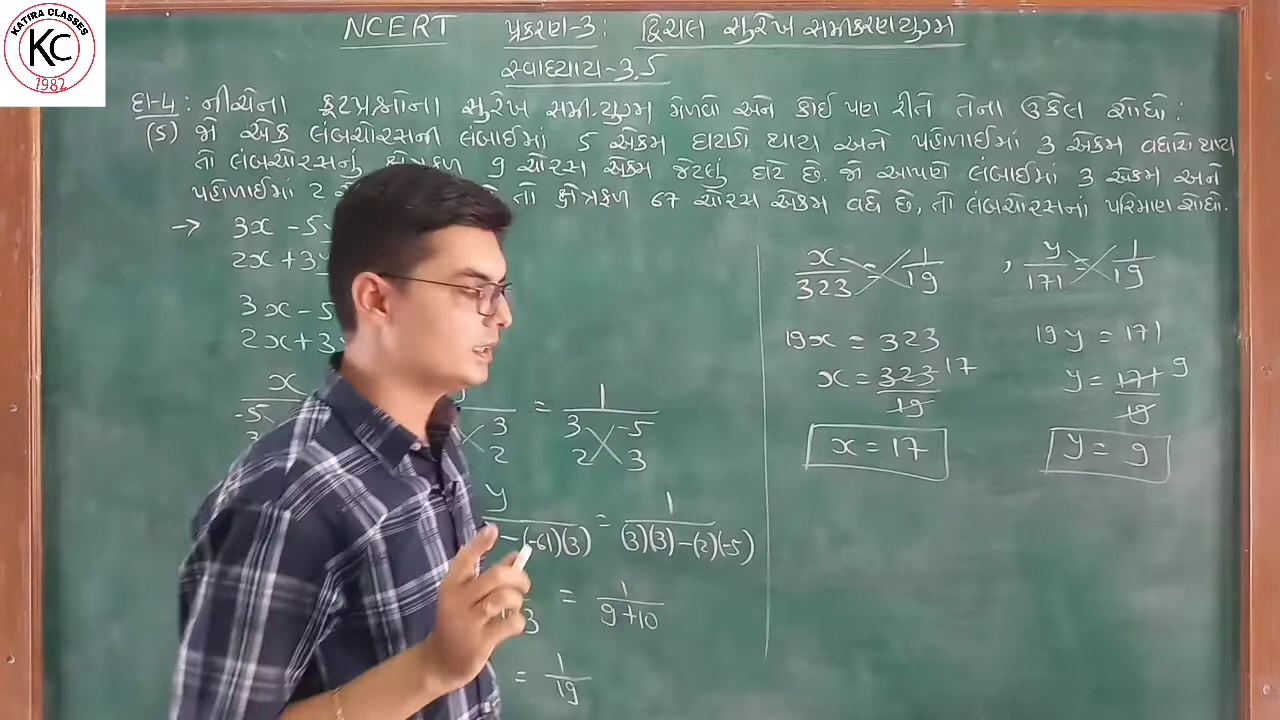 KATIRA CLASSES
KC
1982
NCERT પ્રકરણ-3: દ્વિચલ સુરેખ સમીકરણયુગ્મ
સ્વાધ્યાય-3.5
દા-4: નીચેના કૂટપ્રશ્નોના સુરેખ સમી.યુગ્મ મેળવો અને કોઈ પણ રીતે તેના ઉકેલ શોધો:
(5) જો એક લંબચોરસની લંબાઈમાં 5 એકમ ઘટાડો થાય અને પહોળાઈમાં 3 એકમ વધારો થાય
તો લંબચોરસનું ક્ષેત્રફળ 9 ચોરસ એકમ જેટલું ઘટે છે. જો આપણે લંબાઈમાં 3 એકમ અને
પહોળાઈમાં 2 તો ક્ષેત્રફળ 67 ચોરસ એકમ વધે છે, તો લંબચોરસનાં પરિમાણ શોધો.
→ 3x - 5y
2x + 3y
3x - 5
2x + 3y
x / -5 = 1
3 3 -5
2 2 3
y / -(-61)(3) = 1 / (3)(3) - (2)(-5)
3 = 1 / 9+10
= 1 / 19
x / 323 = 1 / 19 , y / 171 = 1 / 19
19x = 323 19y = 171
x = 323 / 19 17 y = 171 / 19 9
x = 17 y = 9